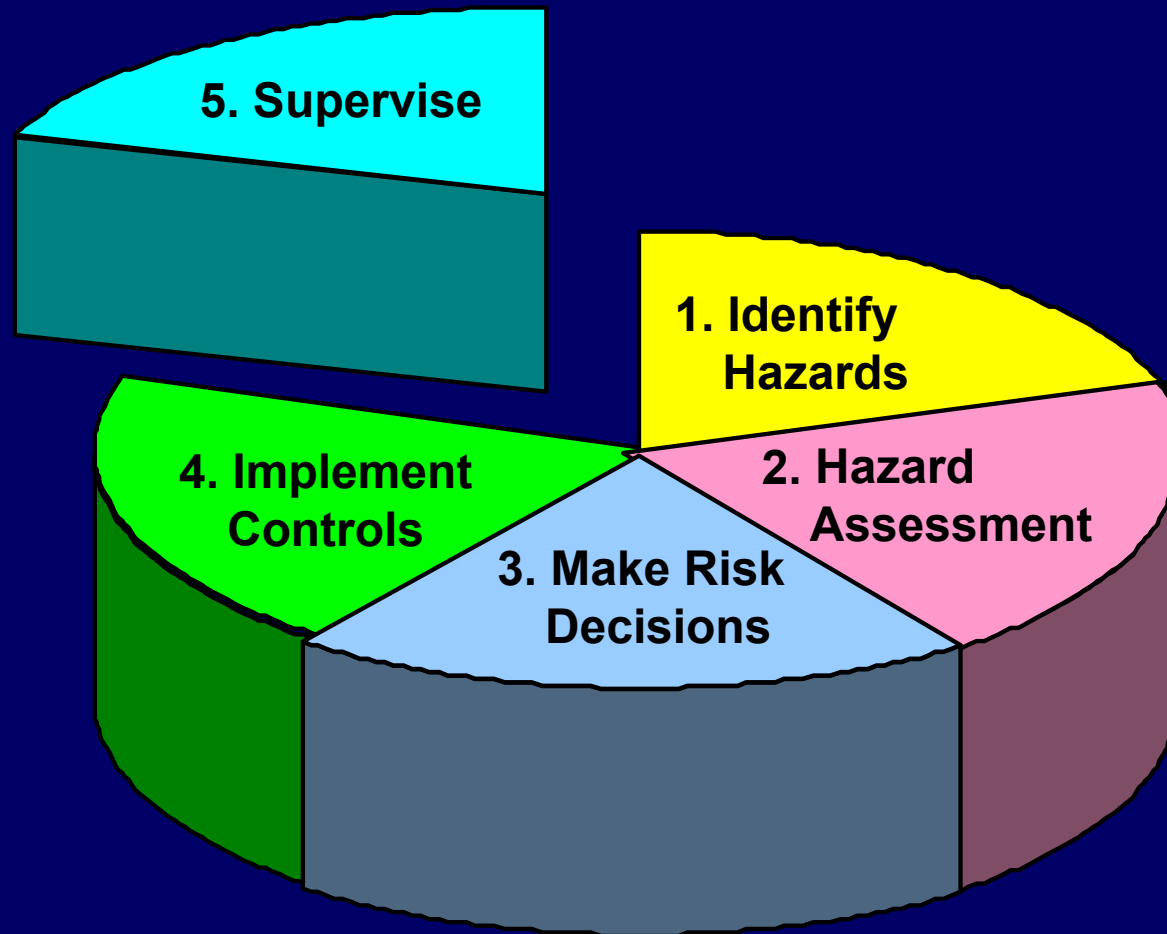 1. Identify
Hazards
2. Hazard
Assessment
3. Make Risk
Decisions
4. Implement
Controls
5. Supervise